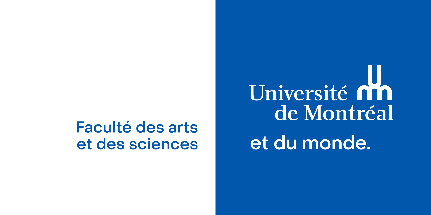 Faculté des arts
et des sciences
Université
de Montréal
et du monde.